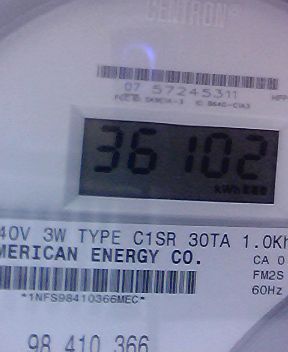 CENTRON®
07 57245311
36102
kWh
40V 3W TYPE C1SR 30TA 1.0Kh
MERICAN ENERGY CO.
CA 0
FM2S
60Hz
*1NFS98410366MEC*
98 410 366